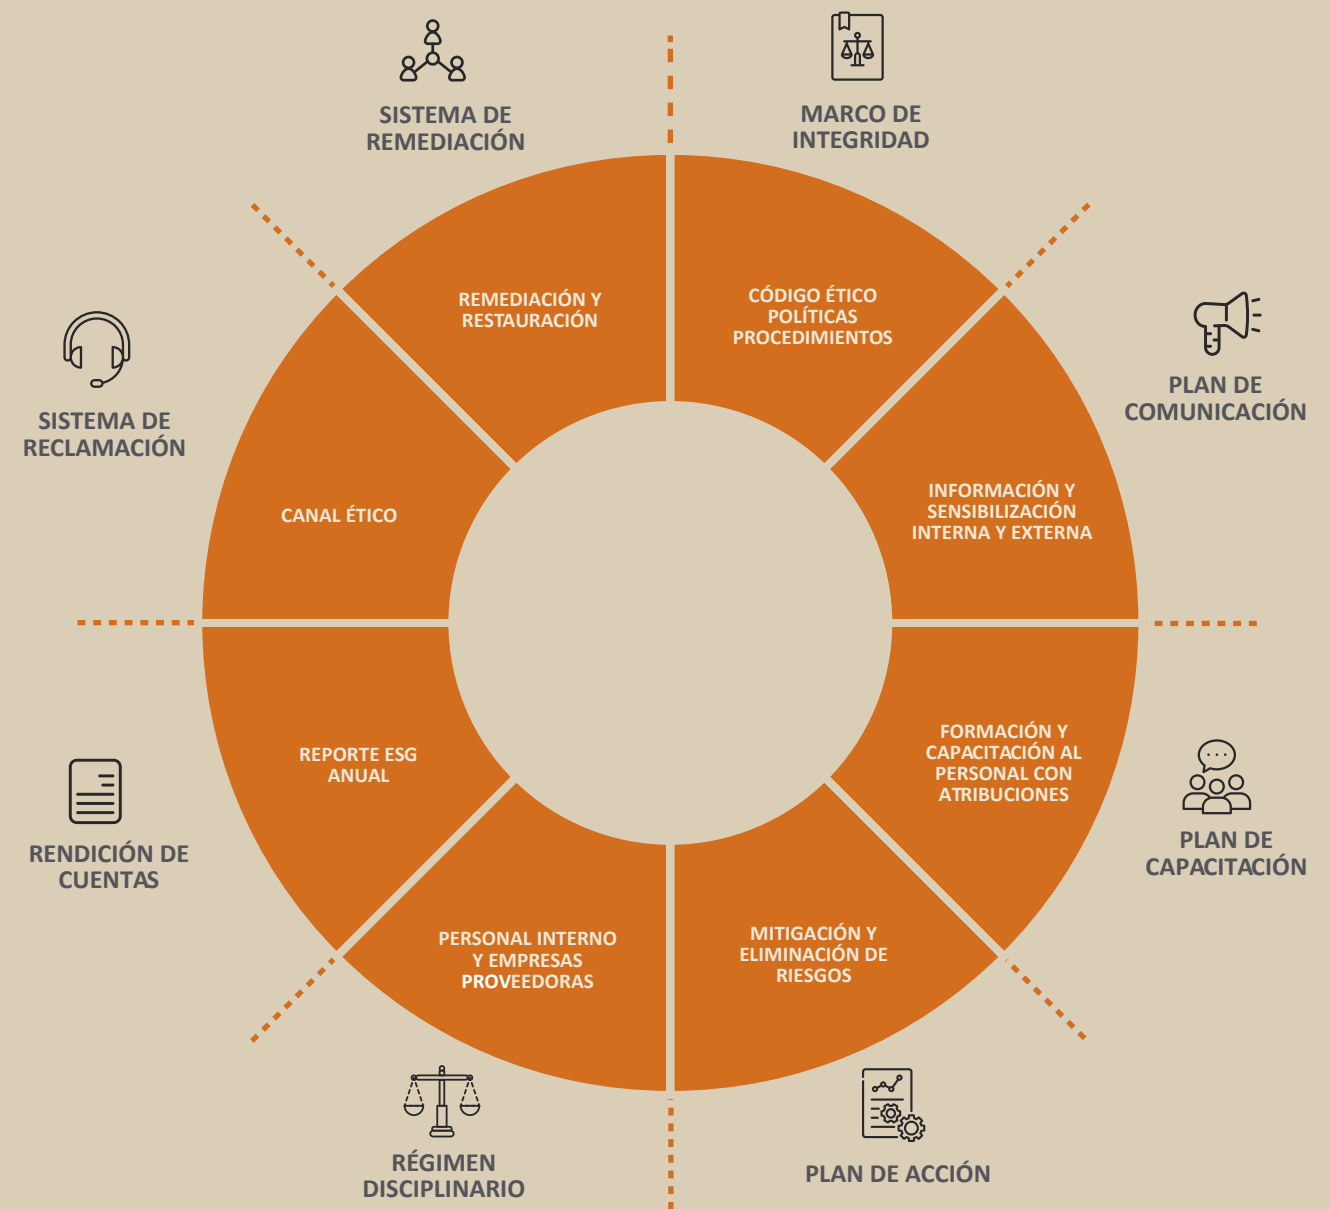 SISTEMA DE
REMEDIACIÓN
MARCO DE
INTEGRIDAD
REMEDIACIÓN Y
RESTAURACIÓN
CÓDIGO ÉTICO
POLÍTICAS
PROCEDIMIENTOS
PLAN DE
COMUNICACIÓN
SISTEMA DE
RECLAMACIÓN
INFORMACIÓN Y
SENSIBILIZACIÓN
INTERNA Y EXTERNA
CANAL ÉTICO
FORMACIÓN Y
CAPACITACIÓN AL
PERSONAL CON
ATRIBUCIONES
REPORTE ESG
ANUAL
PLAN DE
CAPACITACIÓN
RENDICIÓN DE
CUENTAS
MITIGACIÓN Y
ELIMINACIÓN DE
RIESGOS
PERSONAL INTERNO
Y EMPRESAS
PROVEEDORAS
RÉGIMEN
DISCIPLINARIO
PLAN DE ACCIÓN